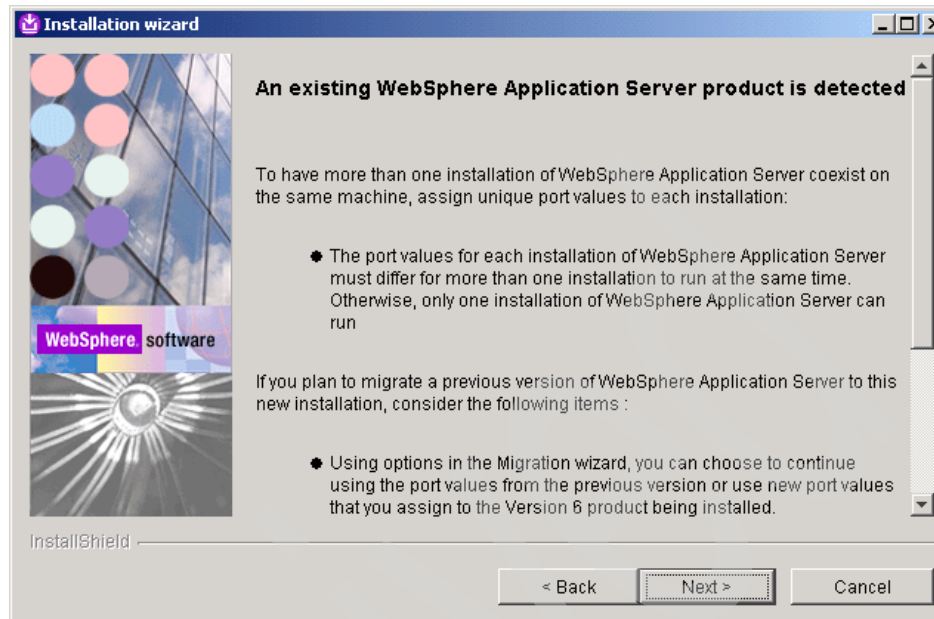 Installation wizard
An existing WebSphere Application Server product is detected
To have more than one installation of WebSphere Application Server coexist on
the same machine, assign unique port values to each installation:
● The port values for each installation of WebSphere Application Server
must differ for more than one installation to run at the same time.
Otherwise, only one installation of WebSphere Application Server can
run
WebSphere. software
If you plan to migrate a previous version of WebSphere Application Server to this
new installation, consider the following items :
● Using options in the Migration wizard, you can choose to continue
using the port values from the previous version or use new port values
that you assign to the Version 6 product being installed.
InstallShield
< Back Next > Cancel